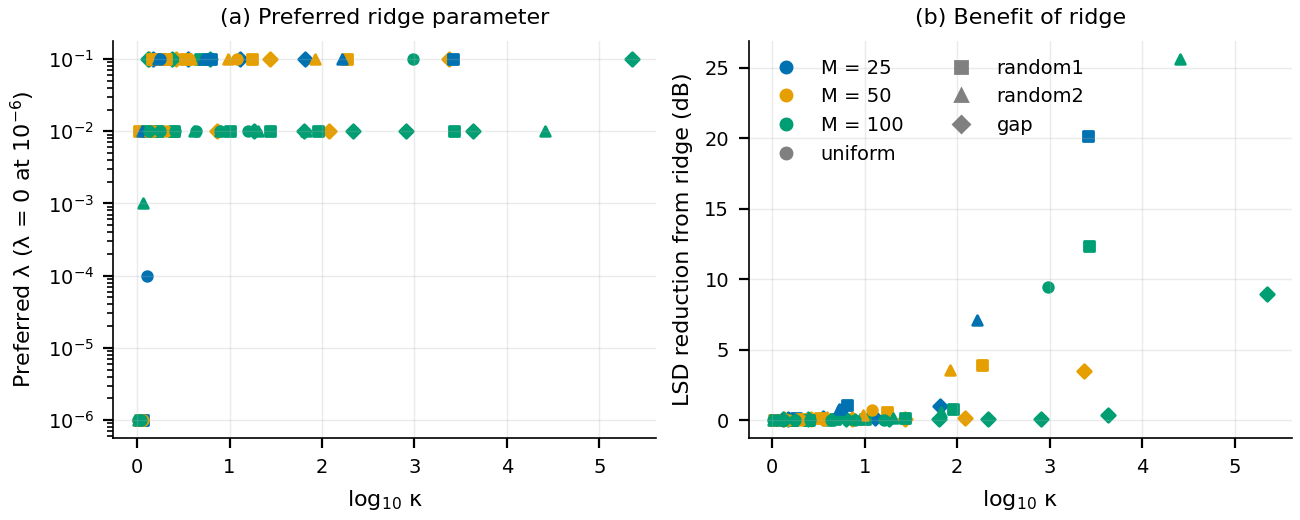 (a) Preferred ridge parameter
Preferred λ (λ = 0 at 10⁻⁶)
10⁻¹
10⁻²
10⁻³
10⁻⁴
10⁻⁵
10⁻⁶
0 1 2 3 4 5
log₁₀ κ
(b) Benefit of ridge
LSD reduction from ridge (dB)
25
20
15
10
5
0
M = 25
M = 50
M = 100
uniform
random1
random2
gap
0 1 2 3 4 5
log₁₀ κ